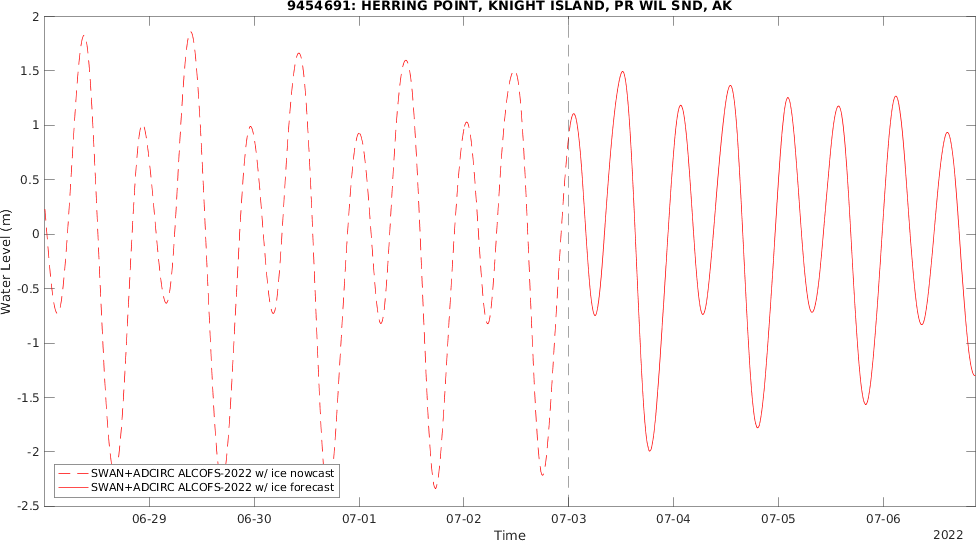 9454691: HERRING POINT, KNIGHT ISLAND, PR WIL SND, AK
2
1.5
1
0.5
0
-0.5
-1
-1.5
-2
-2.5
Water Level (m)
SWAN+ADCIRC ALCOFS-2022 w/ ice nowcast
SWAN+ADCIRC ALCOFS-2022 w/ ice forecast
06-29 06-30 07-01 07-02 07-03 07-04 07-05 07-06
Time
2022